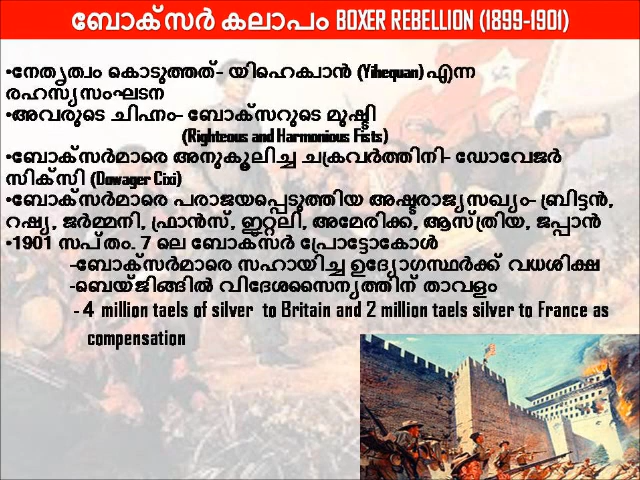 ബോക്സർ കലാപം BOXER REBELLION (1899-1901)
•നേതൃത്വം കൊടുത്തത്- യിഹെക്വാൻ (Yihequan) എന്ന
രഹസ്യസംഘടന
•അവരുടെ ചിഹ്നം- ബോക്സറുടെ മുഷ്ടി
(Righteous and Harmonious Fists)
•ബോക്സർമാരെ അനുകൂലിച്ച ചക്രവർത്തിനി- ഡോവേജർ
സിക്സി (Dowager Cixi)
•ബോക്സർമാരെ പരാജയപ്പെടുത്തിയ അഷ്ടരാജ്യസഖ്യം- ബ്രിട്ടൻ,
റഷ്യ, ജർമ്മനി, ഫ്രാൻസ്, ഇറ്റലി, അമേരിക്ക, ആസ്ത്രിയ, ജപ്പാൻ
•1901 സപ്തം. 7 ലെ ബോക്സർ പ്രോട്ടോകോൾ
-ബോക്സർമാരെ സഹായിച്ച ഉദ്യോഗസ്ഥർക്ക് വധശിക്ഷ
-ബെയ്ജിങ്ങിൽ വിദേശസൈന്യത്തിന് താവളം
- 4 million taels of silver to Britain and 2 million taels silver to France as
compensation